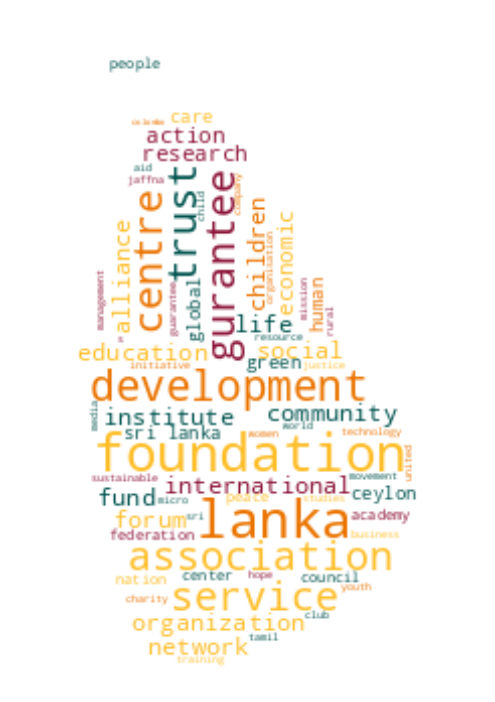 people
care
colombo
action
research
aid
jaffna
trust
centre
gurantee
child
company
children
organisation
economic
alliance
management
guarantee
global
mission
human
rural
life
resource
education
social
green
initiative
justice
development
media
institute
community
sri lanka
world
women
technology
foundation
united
sustainable
movement
international
fund
micro
peace
studies
ceylon
lanka
forum
sri
academy
federation
business
association
nation
center
hope
council
youth
charity
service
club
organization
tamil
network
training